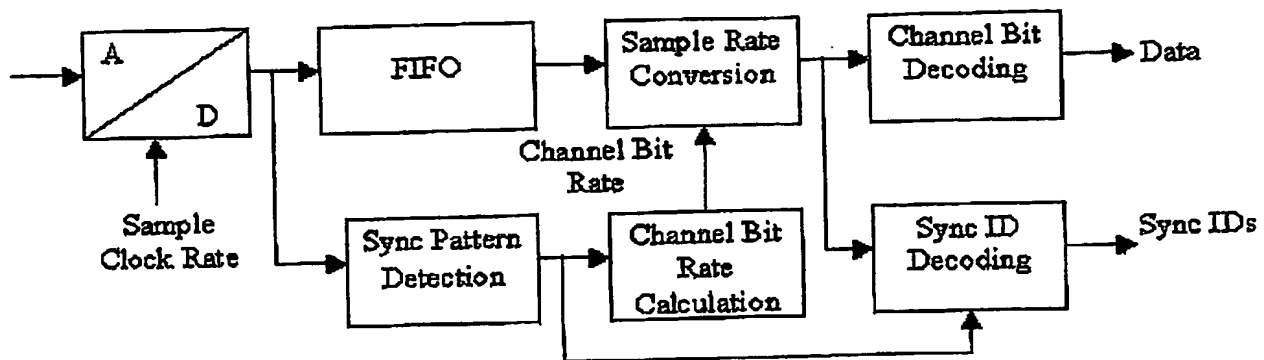 A
D
FIFO
Sample Rate
Conversion
Channel Bit
Decoding
Data
Channel Bit
Rate
Sample
Clock Rate
Sync Pattern
Detection
Channel Bit
Rate
Calculation
Sync ID
Decoding
Sync IDs